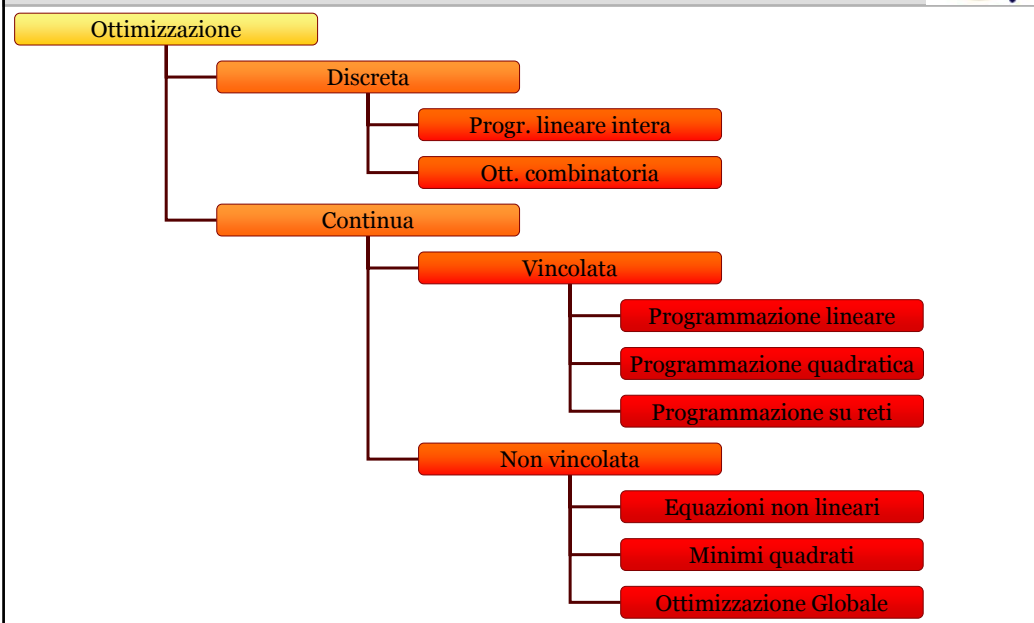 Ottimizzazione
Discreta
Progr. lineare intera
Ott. combinatoria
Continua
Vincolata
Programmazione lineare
Programmazione quadratica
Programmazione su reti
Non vincolata
Equazioni non lineari
Minimi quadrati
Ottimizzazione Globale